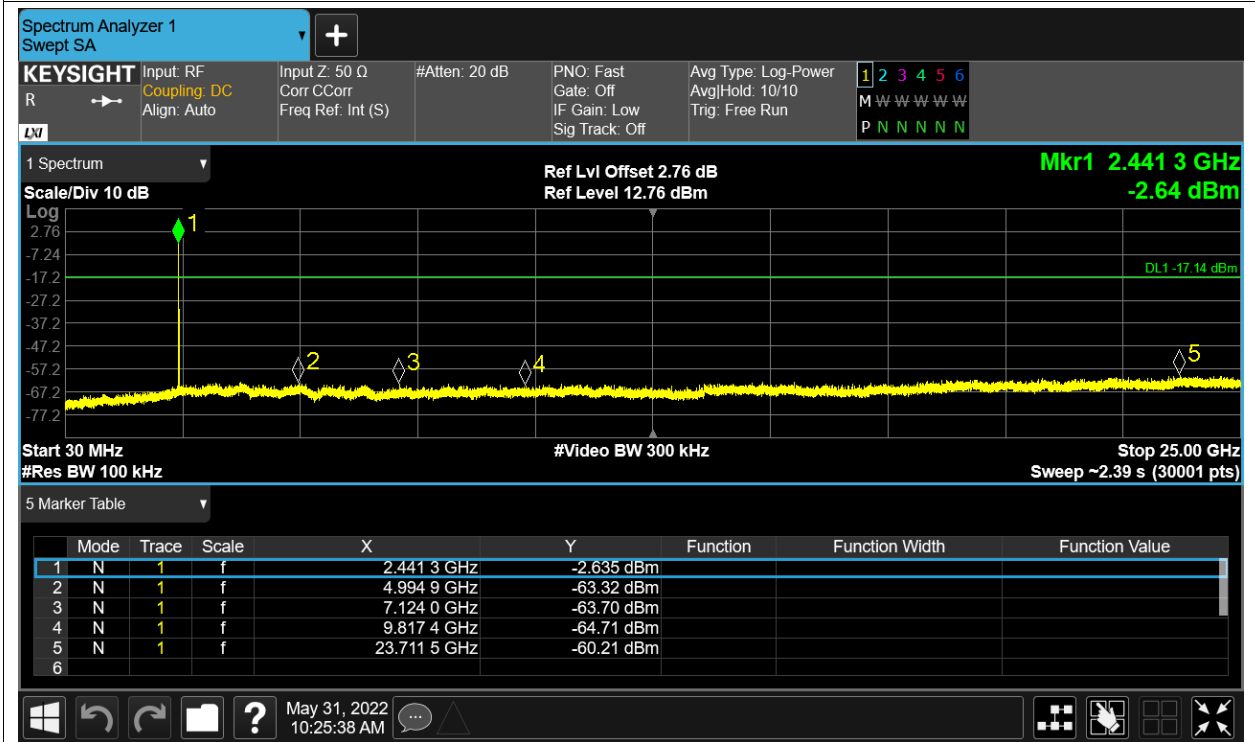 Spectrum Analyzer 1
Swept SA
KEYSIGHT Input: RF Input Z: 50 Ω #Atten: 20 dB PNO: Fast Avg Type: Log-Power 1 2 3 4 5 6
R Coupling: DC Corr CCorr Gate: Off Avg|Hold: 10/10 M W W W W W
Align: Auto Freq Ref: Int (S) IF Gain: Low Trig: Free Run
LXI Sig Track: Off P N N N N N
1 Spectrum Ref Lvl Offset 2.76 dB Mkr1 2.441 3 GHz
Scale/Div 10 dB Ref Level 12.76 dBm -2.64 dBm
Log
1
2.76
-7.24
DL1 -17.14 dBm
-17.2
-27.2
-37.2
-47.2
2 3 4 5
-57.2
-67.2
-77.2
Start 30 MHz #Video BW 300 kHz Stop 25.00 GHz
#Res BW 100 kHz Sweep ~2.39 s (30001 pts)
5 Marker Table
Mode Trace Scale X Y Function Function Width Function Value
1 N 1 f 2.441 3 GHz -2.635 dBm
2 N 1 f 4.994 9 GHz -63.32 dBm
3 N 1 f 7.124 0 GHz -63.70 dBm
4 N 1 f 9.817 4 GHz -64.71 dBm
5 N 1 f 23.711 5 GHz -60.21 dBm
6
? May 31, 2022
10:25:38 AM